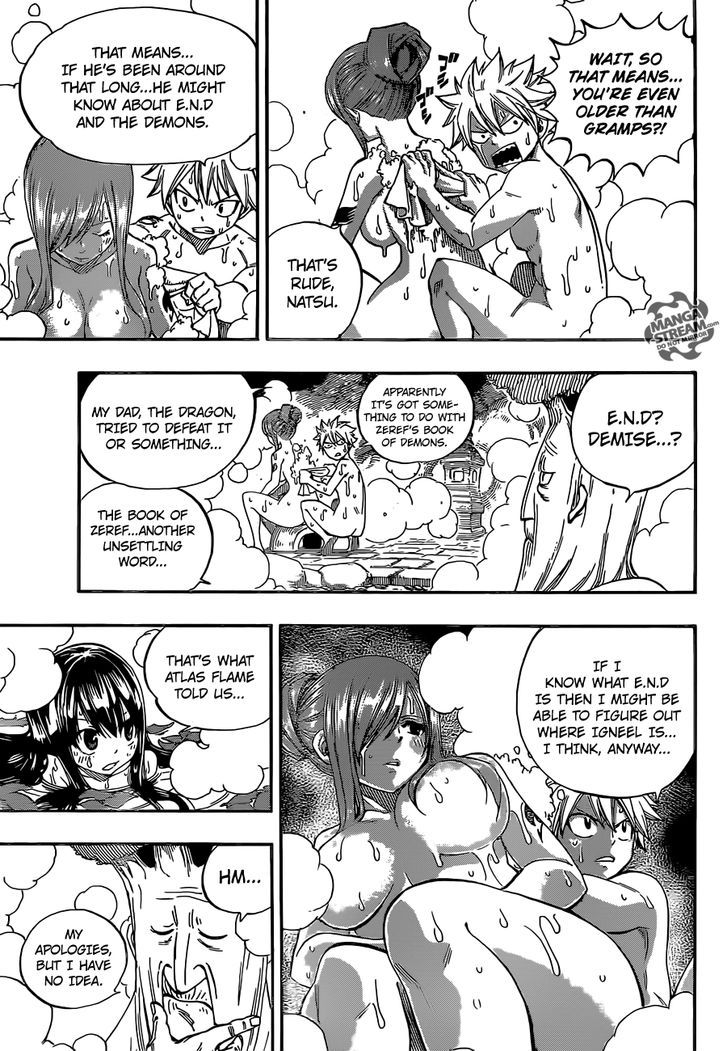 WAIT, SO
THAT MEANS...
YOU'RE EVEN
OLDER THAN
GRAMPS?!
THAT'S
RUDE,
NATSU.
THAT MEANS...
IF HE'S BEEN AROUND
THAT LONG...HE MIGHT
KNOW ABOUT E.N.D
AND THE DEMONS.
MANGA
STREAM.com
DO NOT MIRROR
E.N.D?
DEMISE...?
APPARENTLY
IT'S GOT SOME-
THING TO DO WITH
ZEREF'S BOOK
OF DEMONS.
MY DAD, THE DRAGON,
TRIED TO DEFEAT IT
OR SOMETHING...
THE BOOK OF
ZEREF...ANOTHER
UNSETTLING
WORD...
IF I
KNOW WHAT E.N.D
IS THEN I MIGHT BE
ABLE TO FIGURE OUT
WHERE IGNEEL IS...
I THINK, ANYWAY...
THAT'S WHAT
ATLAS FLAME
TOLD US...
HM...
MY
APOLOGIES,
BUT I HAVE
NO IDEA.